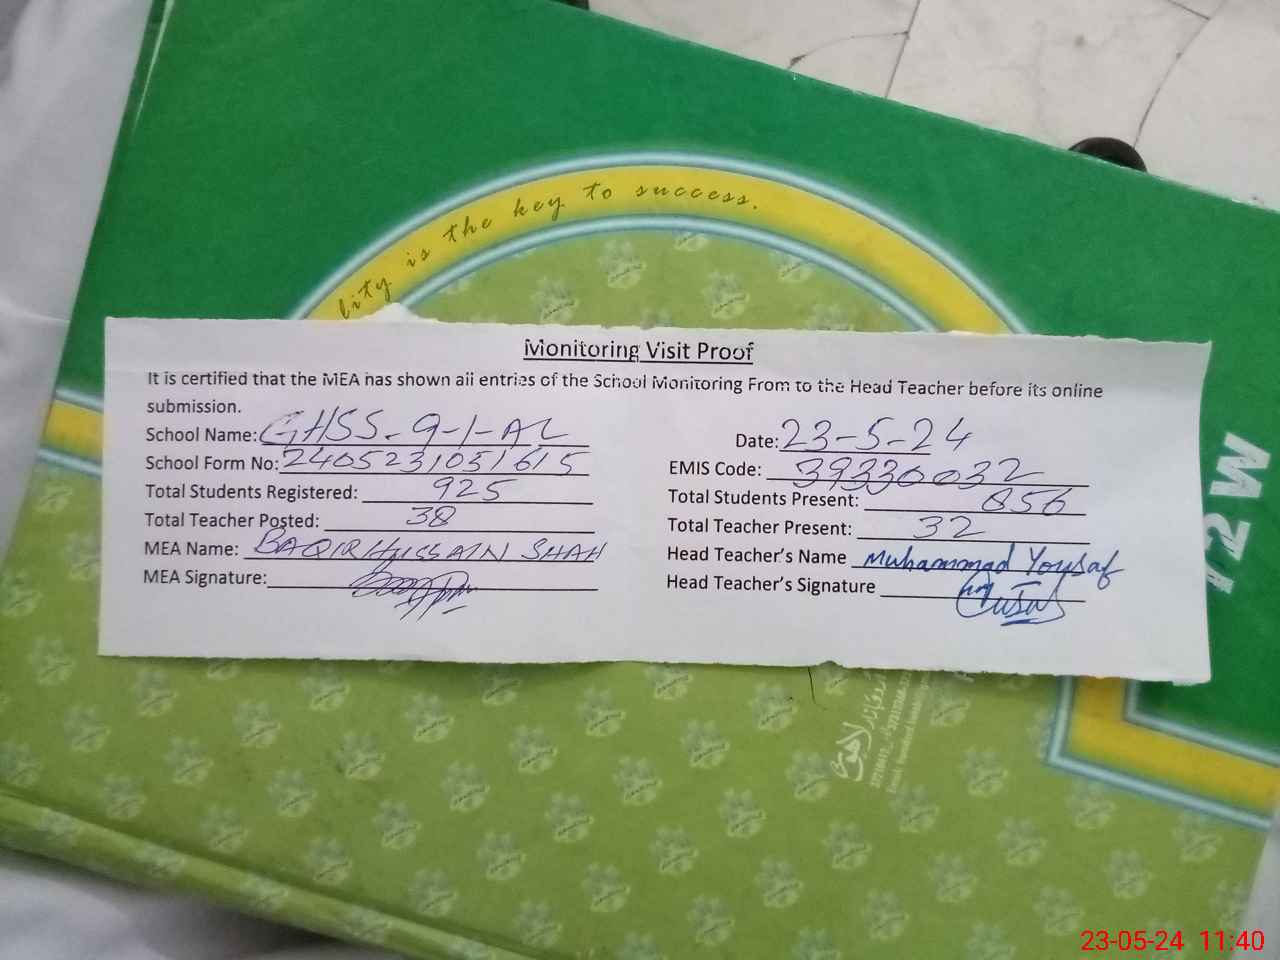 lity is the key to success.
Monitoring Visit Proof
It is certified that the MEA has shown all entries of the School Monitoring From to the Head Teacher before its online
submission.
School Name: GHSS-9-1-AL
Date: 23-5-24
School Form No: 2405231051615
EMIS Code: 39330032
Total Students Registered: 925
Total Students Present: 856
Total Teacher Posted: 38
Total Teacher Present: 32
MEA Name: BAQIR HUSSAIN SHAH
Head Teacher's Name Muhammad Yousaf
MEA Signature:
Head Teacher's Signature
72W
لاہور
23-05-24 11:40